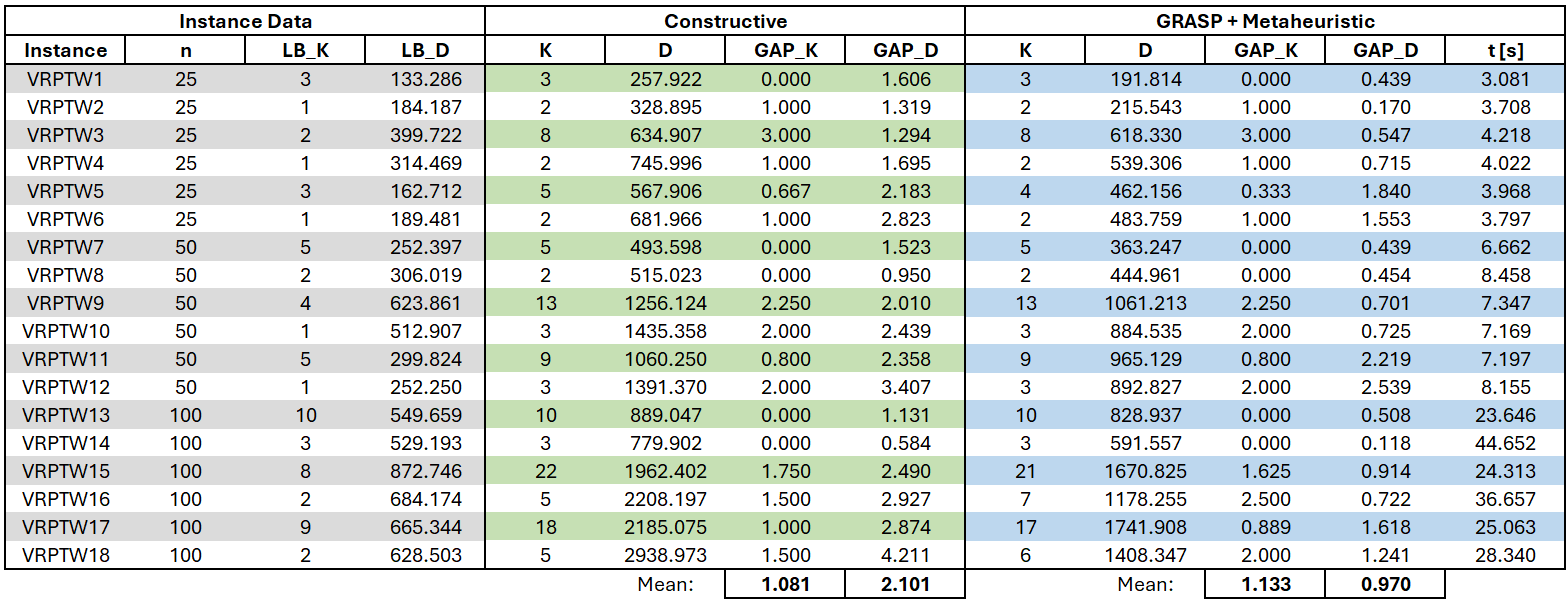 Instance Data Constructive GRASP + Metaheuristic
Instance n LB_K LB_D K D GAP_K GAP_D K D GAP_K GAP_D t [s]
VRPTW1 25 3 133.286 3 257.922 0.000 1.606 3 191.814 0.000 0.439 3.081
VRPTW2 25 1 184.187 2 328.895 1.000 1.319 2 215.543 1.000 0.170 3.708
VRPTW3 25 2 399.722 8 634.907 3.000 1.294 8 618.330 3.000 0.547 4.218
VRPTW4 25 1 314.469 2 745.996 1.000 1.695 2 539.306 1.000 0.715 4.022
VRPTW5 25 3 162.712 5 567.906 0.667 2.183 4 462.156 0.333 1.840 3.968
VRPTW6 25 1 189.481 2 681.966 1.000 2.823 2 483.759 1.000 1.553 3.797
VRPTW7 50 5 252.397 5 493.598 0.000 1.523 5 363.247 0.000 0.439 6.662
VRPTW8 50 2 306.019 2 515.023 0.000 0.950 2 444.961 0.000 0.454 8.458
VRPTW9 50 4 623.861 13 1256.124 2.250 2.010 13 1061.213 2.250 0.701 7.347
VRPTW10 50 1 512.907 3 1435.358 2.000 2.439 3 884.535 2.000 0.725 7.169
VRPTW11 50 5 299.824 9 1060.250 0.800 2.358 9 965.129 0.800 2.219 7.197
VRPTW12 50 1 252.250 3 1391.370 2.000 3.407 3 892.827 2.000 2.539 8.155
VRPTW13 100 10 549.659 10 889.047 0.000 1.131 10 828.937 0.000 0.508 23.646
VRPTW14 100 3 529.193 3 779.902 0.000 0.584 3 591.557 0.000 0.118 44.652
VRPTW15 100 8 872.746 22 1962.402 1.750 2.490 21 1670.825 1.625 0.914 24.313
VRPTW16 100 2 684.174 5 2208.197 1.500 2.927 7 1178.255 2.500 0.722 36.657
VRPTW17 100 9 665.344 18 2185.075 1.000 2.874 17 1741.908 0.889 1.618 25.063
VRPTW18 100 2 628.503 5 2938.973 1.500 4.211 6 1408.347 2.000 1.241 28.340
Mean: 1.081 2.101 Mean: 1.133 0.970